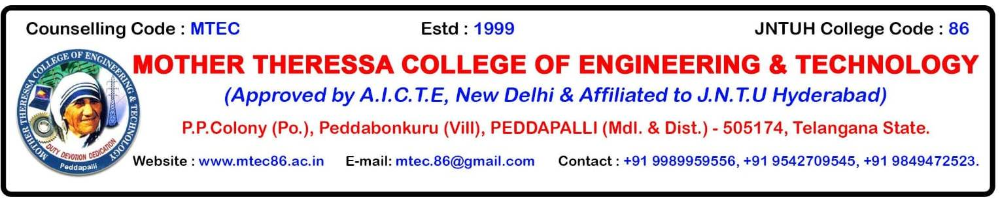 Counselling Code : MTEC Estd : 1999 JNTUH College Code : 86
MOTHER THERESSA COLLEGE OF ENGINEERING & TECHNOLOGY
(Approved by A.I.C.T.E, New Delhi & Affiliated to J.N.T.U Hyderabad)
P.P.Colony (Po.), Peddabonkuru (Vill), PEDDAPALLI (Mdl. & Dist.) - 505174, Telangana State.
Website : www.mtec86.ac.in E-mail: mtec.86@gmail.com Contact : +91 9989959556, +91 9542709545, +91 9849472523.
MOTHER THERESSA COLLEGE OF ENGINEERING & TECHNOLOGY
DUTY DEVOTION DEDICATION
Peddapalli